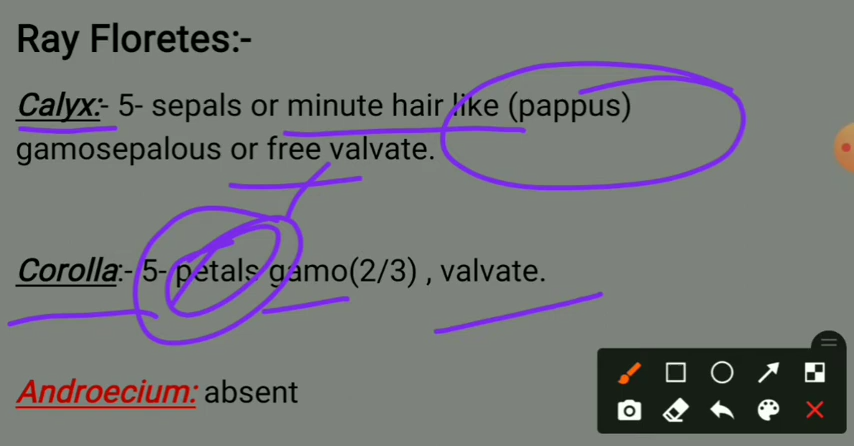 Ray Floretes:-
Calyx:- 5- sepals or minute hair like (pappus)
gamosepalous or free valvate.
Corolla:- 5- petals gamo(2/3) , valvate.
Androecium: absent